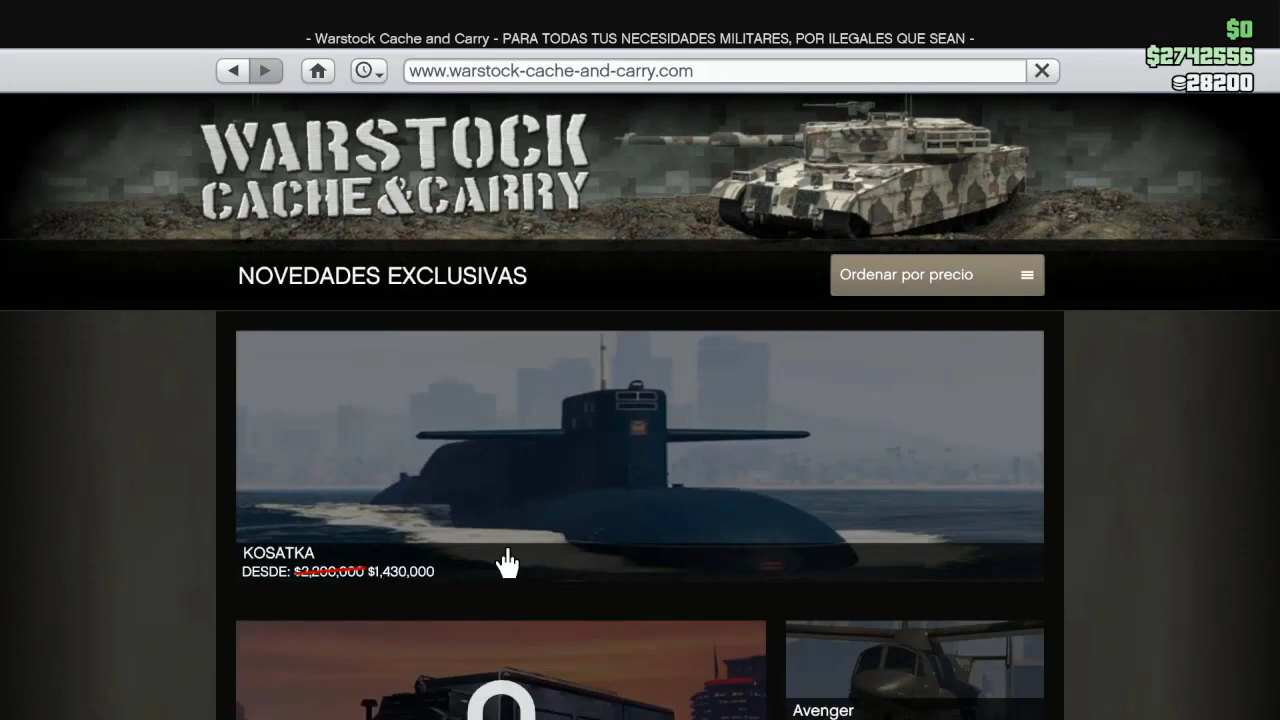 - Warstock Cache and Carry - PARA TODAS TUS NECESIDADES MILITARES, POR ILEGALES QUE SEAN -
$0
$2742556
28200
www.warstock-cache-and-carry.com
WARSTOCK
CACHE&CARRY
NOVEDADES EXCLUSIVAS
Ordenar por precio
KOSATKA
DESDE: $2,200,000 $1,430,000
Avenger